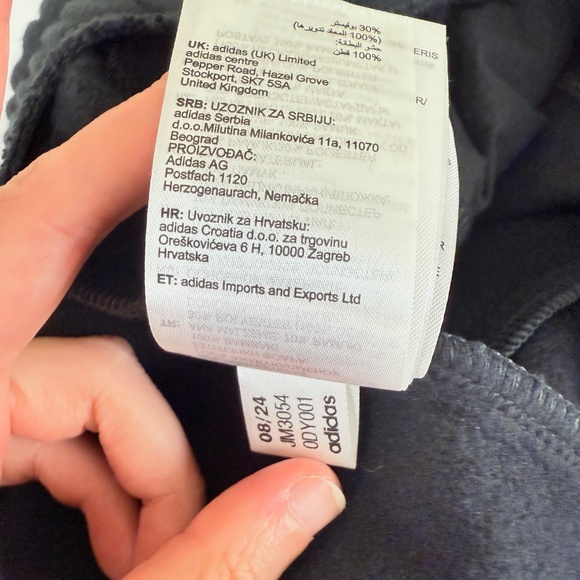 30% بوليستر
(100% المعاد تدويرها)
حشو البطانة:
100% قطن
UK: adidas (UK) Limited
adidas centre
Pepper Road, Hazel Grove
Stockport, SK7 5SA
United Kingdom
SRB: UZOZNIK ZA SRBIJU:
adidas Serbia
d.o.o.Milutina Milankovića 11a, 11070
Beograd
PROIZVOĐAČ:
Adidas AG
Postfach 1120
Herzogenaurach, Nemačka
HR: Uvoznik za Hrvatsku:
adidas Croatia d.o.o. za trgovinu
Oreškovićeva 6 H, 10000 Zagreb
Hrvatska
ET: adidas Imports and Exports Ltd
ERIS
R/
08/24
JM3054
0DY001
adidas